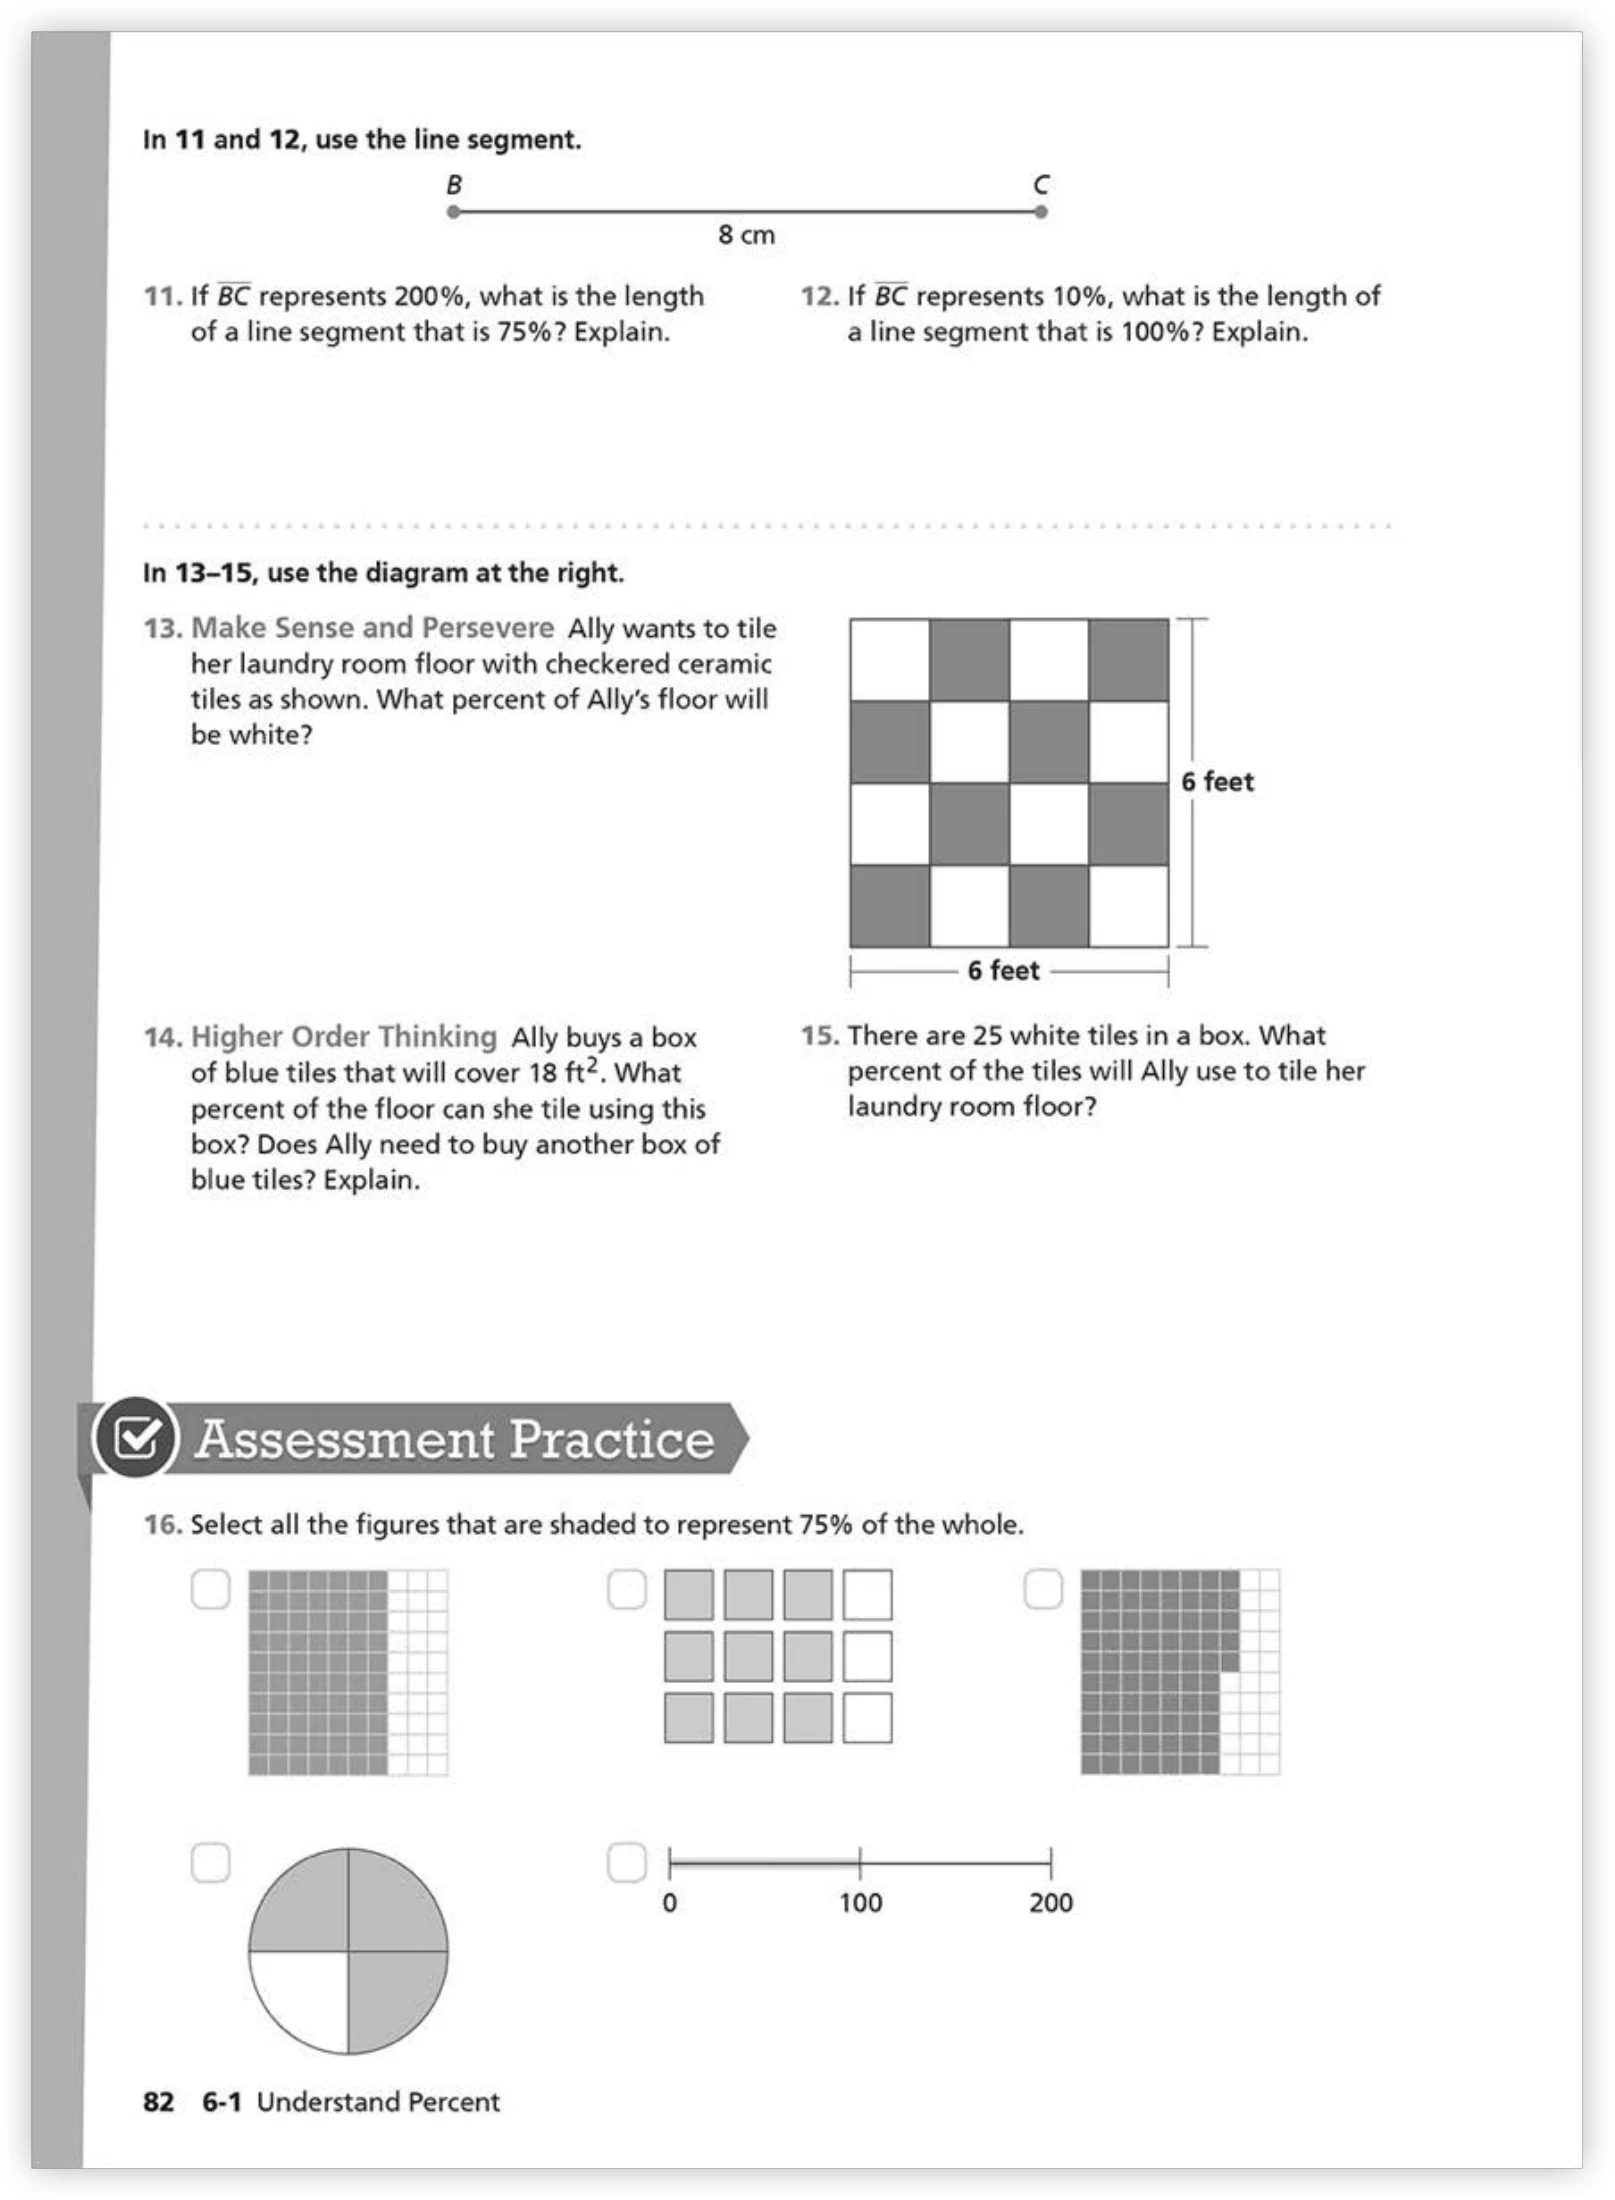 In 11 and 12, use the line segment.
B C
8 cm
11. If BC represents 200%, what is the length
of a line segment that is 75%? Explain.
12. If BC represents 10%, what is the length of
a line segment that is 100%? Explain.
In 13–15, use the diagram at the right.
13. Make Sense and Persevere Ally wants to tile
her laundry room floor with checkered ceramic
tiles as shown. What percent of Ally's floor will
be white?
6 feet
6 feet
14. Higher Order Thinking Ally buys a box
of blue tiles that will cover 18 ft². What
percent of the floor can she tile using this
box? Does Ally need to buy another box of
blue tiles? Explain.
15. There are 25 white tiles in a box. What
percent of the tiles will Ally use to tile her
laundry room floor?
Assessment Practice
16. Select all the figures that are shaded to represent 75% of the whole.
0 100 200
82 6-1 Understand Percent